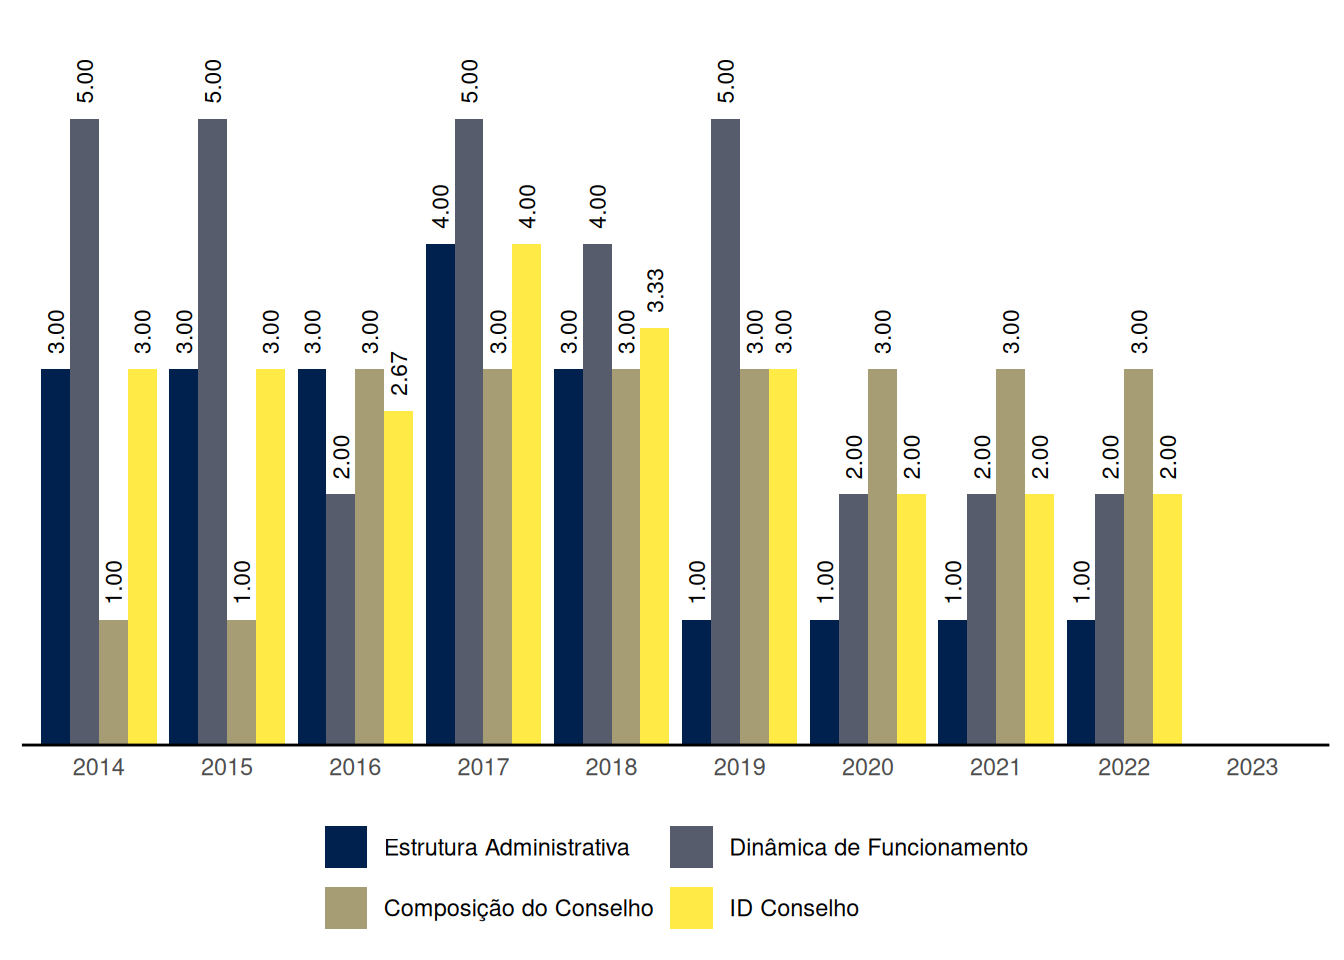 5.00 5.00 5.00 5.00
4.00 4.00 4.00
3.33
3.00 3.00 3.00 3.00 3.00 3.00 3.00 3.00 3.00 3.00 3.00 3.00 3.00 3.00
2.67
2.00 2.00 2.00 2.00 2.00 2.00 2.00
1.00 1.00 1.00 1.00 1.00 1.00
2014 2015 2016 2017 2018 2019 2020 2021 2022 2023
Estrutura Administrativa Dinâmica de Funcionamento
Composição do Conselho ID Conselho